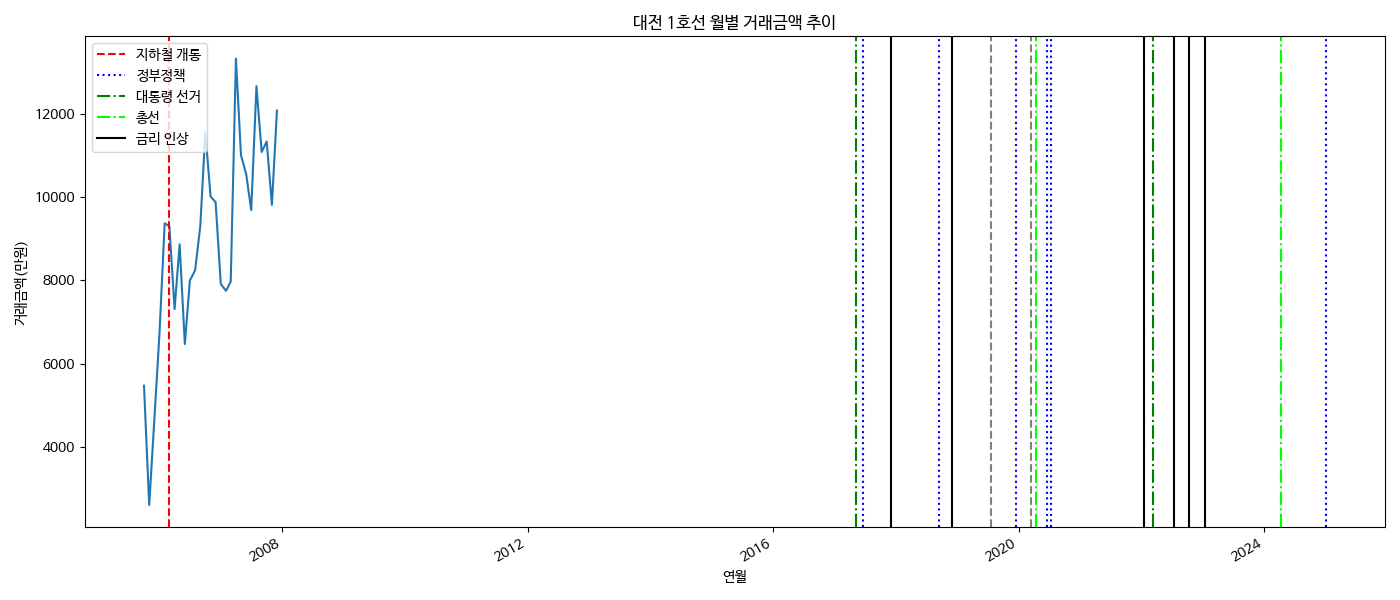 대전 1호선 월별 거래금액 추이
지하철 개통
정부정책
대통령 선거
총선
금리 인상
12000
10000
8000
6000
4000
거래금액(만원)
2008
2012
2016
2020
2024
연월